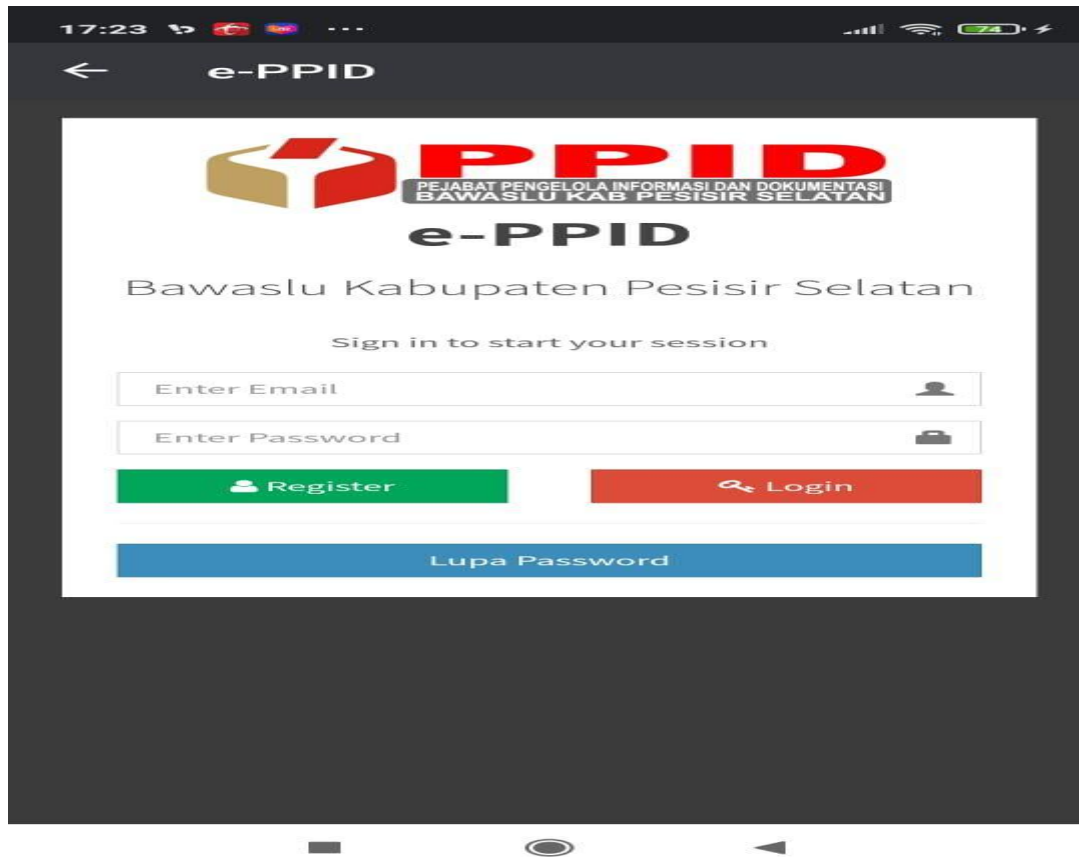 17:23 ...
74
e-PPID
PPID
PEJABAT PENGELOLA INFORMASI DAN DOKUMENTASI
BAWASLU KAB PESISIR SELATAN
e-PPID
Bawaslu Kabupaten Pesisir Selatan
Sign in to start your session
Enter Email
Enter Password
Register
Login
Lupa Password